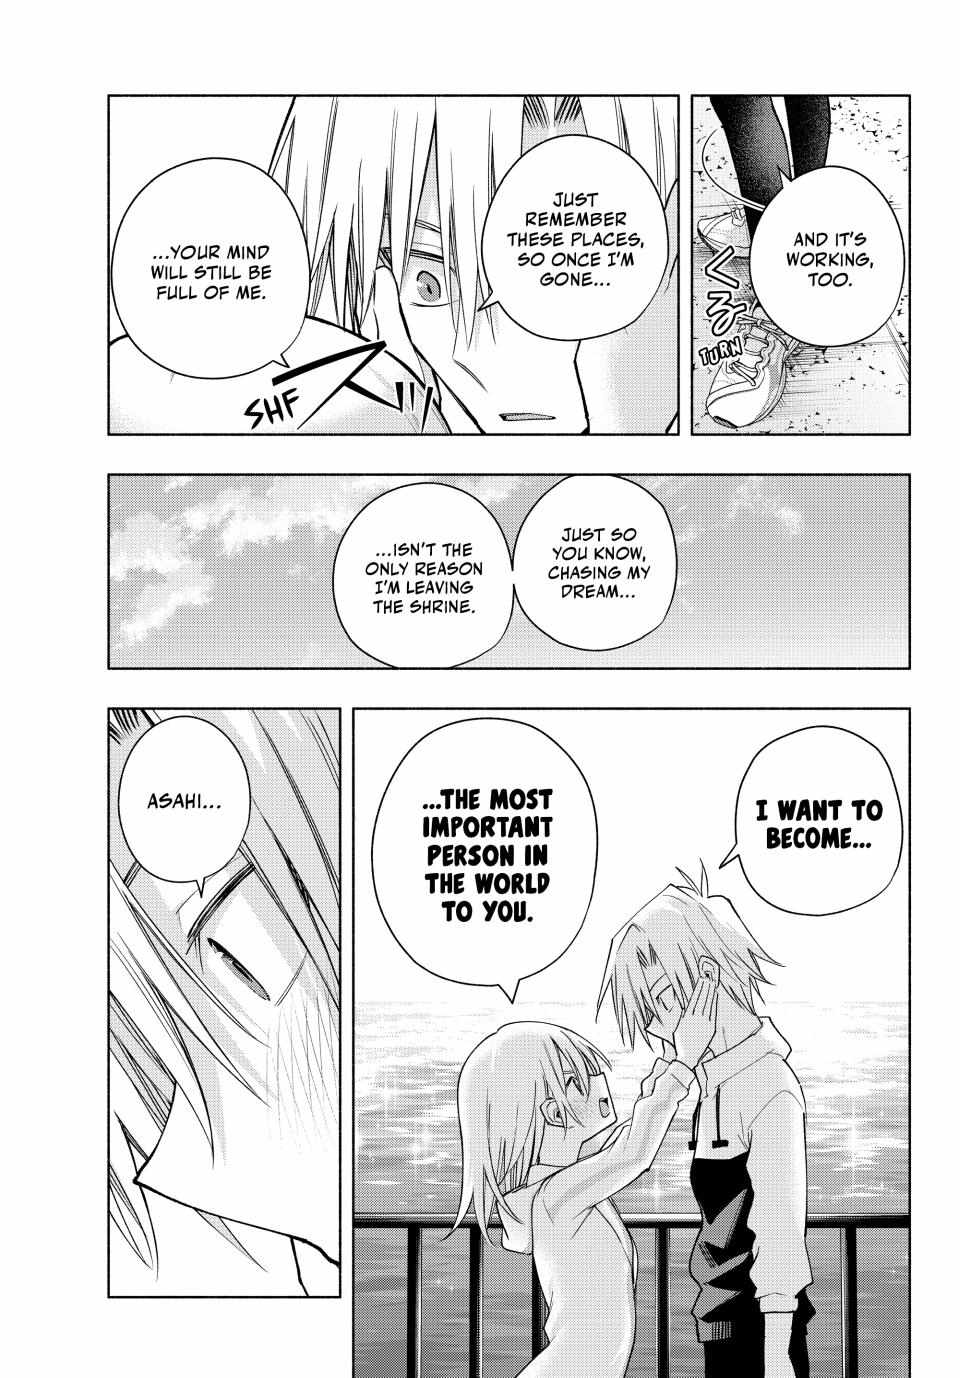 AND IT'S
WORKING,
TOO.
くる
TURN
JUST
REMEMBER
THESE PLACES,
SO ONCE I'M
GONE...
...YOUR MIND
WILL STILL BE
FULL OF ME.
SHF
JUST SO
YOU KNOW,
CHASING MY
DREAM...
...ISN'T THE
ONLY REASON
I'M LEAVING
THE SHRINE.
I WANT TO
BECOME...
...THE MOST
IMPORTANT
PERSON IN
THE WORLD
TO YOU.
ASAHI...